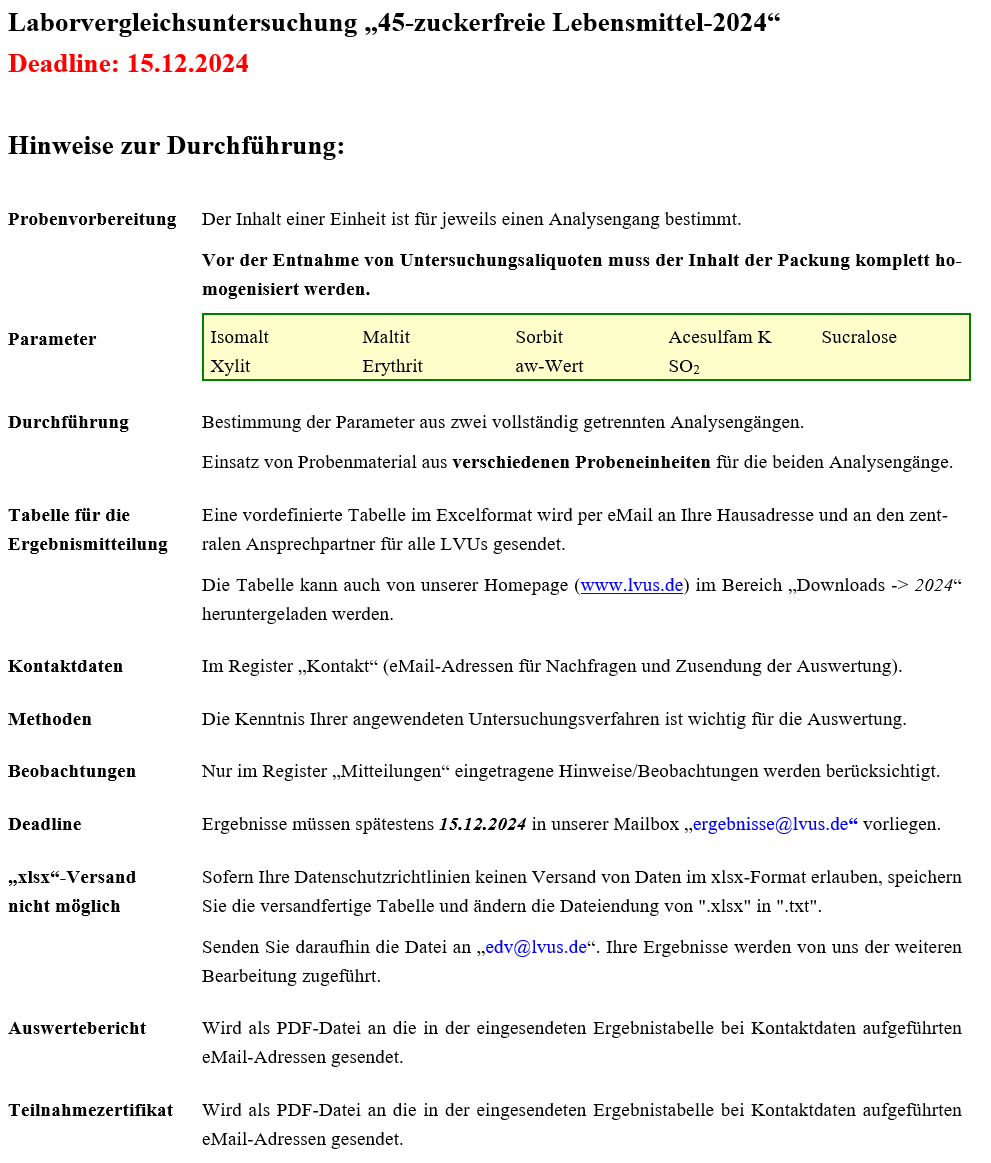 Laborvergleichsuntersuchung „45-zuckerfreie Lebensmittel-2024“
Deadline: 15.12.2024
Hinweise zur Durchführung:
Probenvorbereitung Der Inhalt einer Einheit ist für jeweils einen Analysengang bestimmt.
Vor der Entnahme von Untersuchungsaliquoten muss der Inhalt der Packung komplett ho-
mogenisiert werden.
Parameter Isomalt Maltit Sorbit Acesulfam K Sucralose
Xylit Erythrit aw-Wert SO₂
Durchführung Bestimmung der Parameter aus zwei vollständig getrennten Analysengängen.
Einsatz von Probenmaterial aus verschiedenen Probeneinheiten für die beiden Analysengänge.
Tabelle für die Eine vordefinierte Tabelle im Excelformat wird per eMail an Ihre Hausadresse und an den zent-
Ergebnismitteilung ralen Ansprechpartner für alle LVUs gesendet.
Die Tabelle kann auch von unserer Homepage (www.lvus.de) im Bereich „Downloads -> 2024“
heruntergeladen werden.
Kontaktdaten Im Register „Kontakt“ (eMail-Adressen für Nachfragen und Zusendung der Auswertung).
Methoden Die Kenntnis Ihrer angewendeten Untersuchungsverfahren ist wichtig für die Auswertung.
Beobachtungen Nur im Register „Mitteilungen“ eingetragene Hinweise/Beobachtungen werden berücksichtigt.
Deadline Ergebnisse müssen spätestens 15.12.2024 in unserer Mailbox „ergebnisse@lvus.de“ vorliegen.
„xlsx“-Versand Sofern Ihre Datenschutzrichtlinien keinen Versand von Daten im xlsx-Format erlauben, speichern
nicht möglich Sie die versandfertige Tabelle und ändern die Dateiendung von ".xlsx" in ".txt".
Senden Sie daraufhin die Datei an „edv@lvus.de“. Ihre Ergebnisse werden von uns der weiteren
Bearbeitung zugeführt.
Auswertebericht Wird als PDF-Datei an die in der eingesendeten Ergebnistabelle bei Kontaktdaten aufgeführten
eMail-Adressen gesendet.
Teilnahmezertifikat Wird als PDF-Datei an die in der eingesendeten Ergebnistabelle bei Kontaktdaten aufgeführten
eMail-Adressen gesendet.